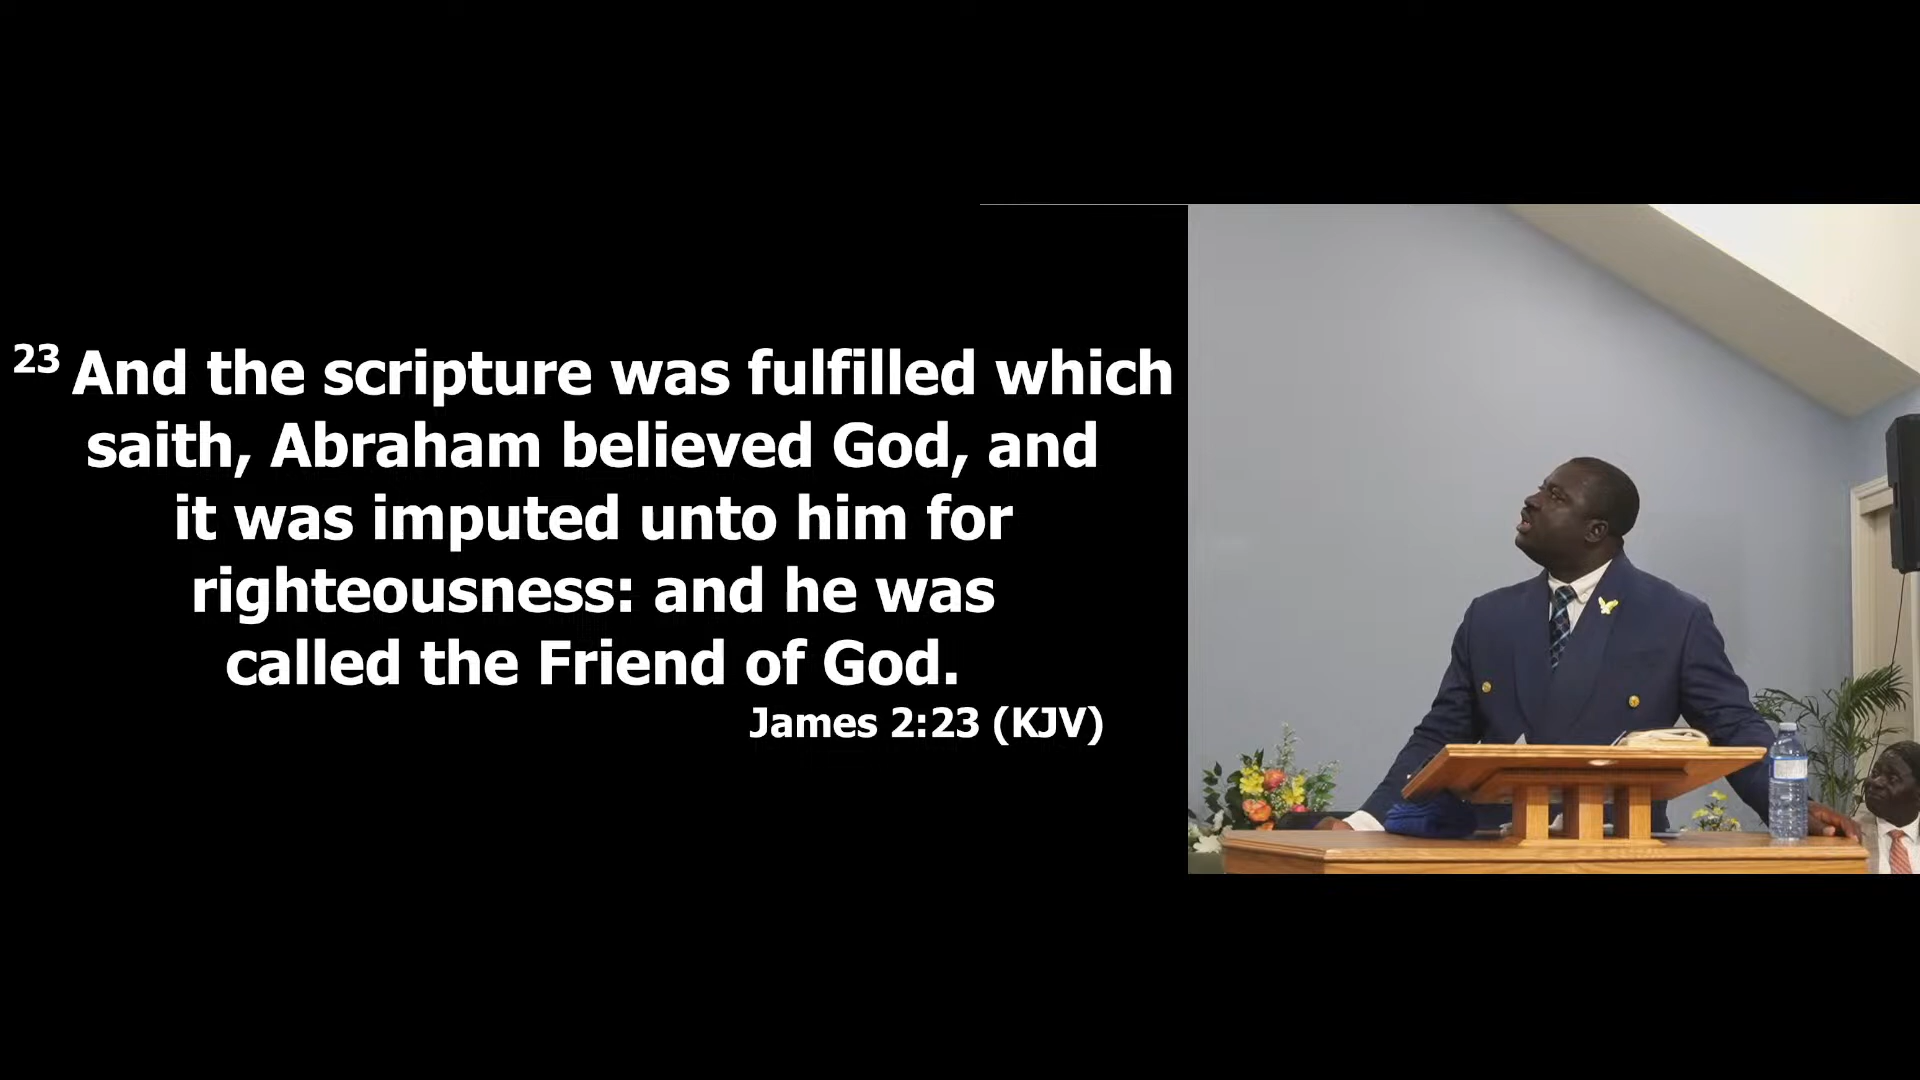 23 And the scripture was fulfilled which
saith, Abraham believed God, and
it was imputed unto him for
righteousness: and he was
called the Friend of God.
James 2:23 (KJV)